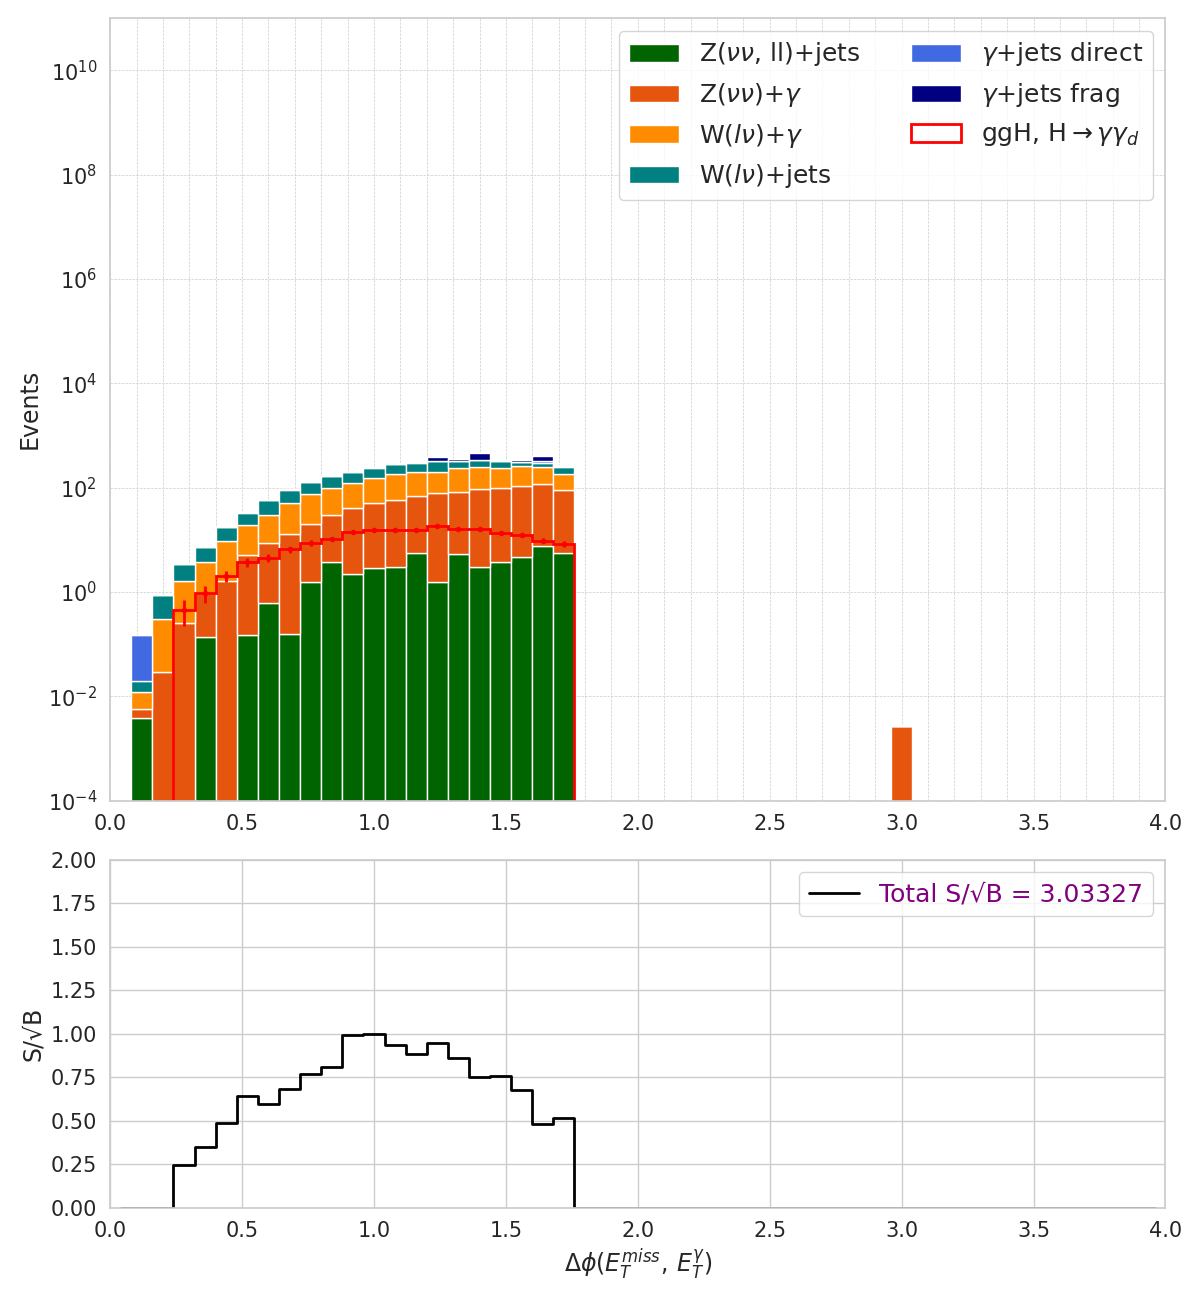 Z(νν, ll)+jets
Z(νν)+γ
W(lν)+γ
W(lν)+jets
γ+jets direct
γ+jets frag
ggH, H→γγ_d
Events
10^10
10^8
10^6
10^4
10^2
10^0
10^−2
10^−4
0.0 0.5 1.0 1.5 2.0 2.5 3.0 3.5 4.0
Total S/√B = 3.03327
S/√B
2.00
1.75
1.50
1.25
1.00
0.75
0.50
0.25
0.00
0.0 0.5 1.0 1.5 2.0 2.5 3.0 3.5 4.0
Δϕ(E_T^miss, E_T^γ)